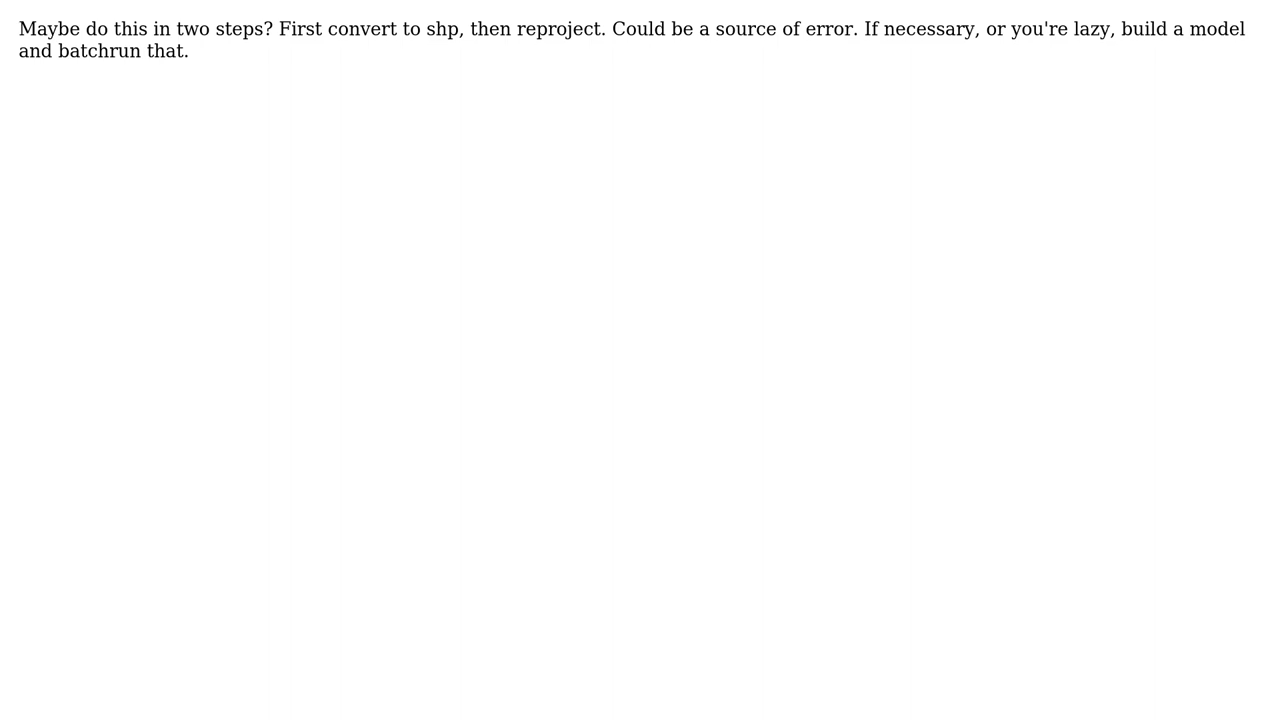 Maybe do this in two steps? First convert to shp, then reproject. Could be a source of error. If necessary, or you're lazy, build a model
and batchrun that.